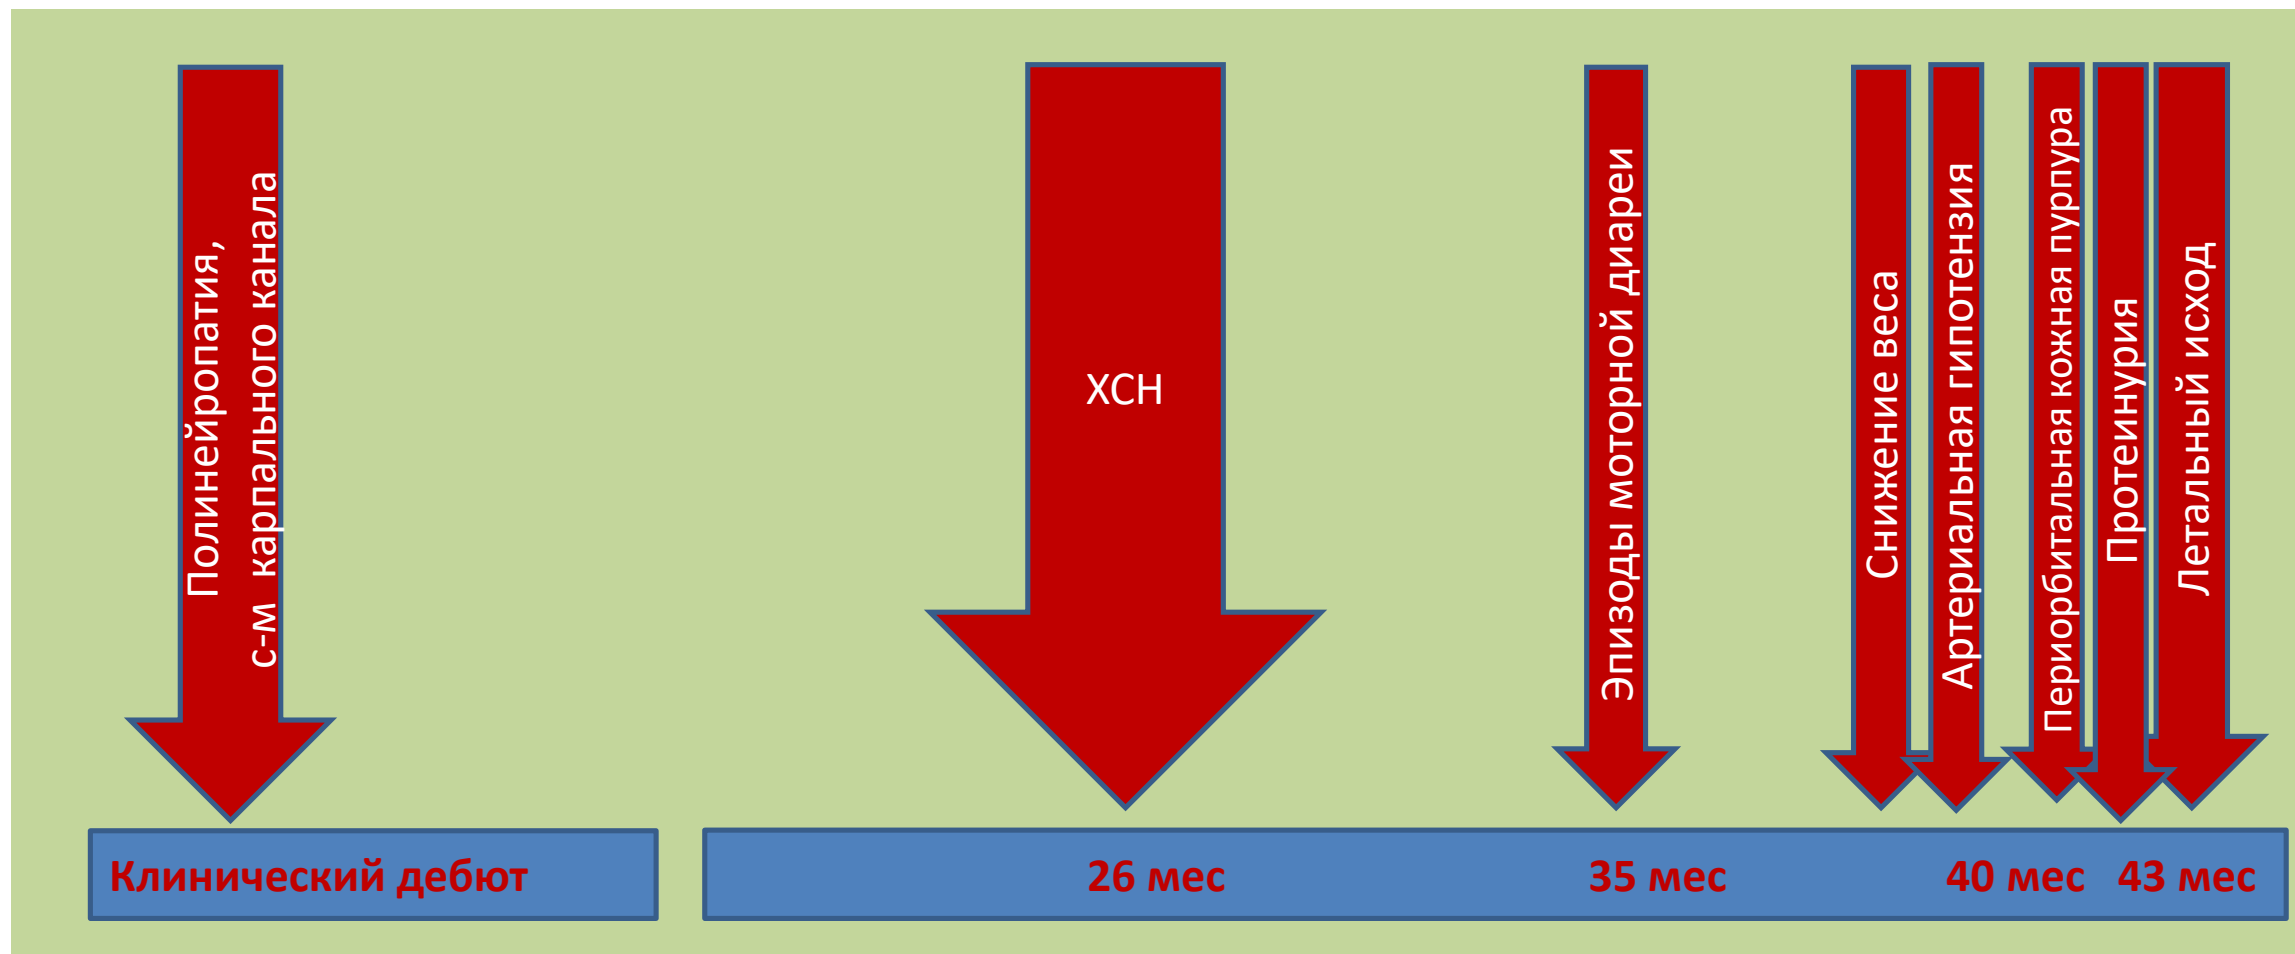 Полинейропатия,
с-м карпального канала
ХСН
Эпизоды моторной диареи
Снижение веса
Артериальная гипотензия
Периорбитальная кожная пурпура
Протеинурия
Летальный исход
Клинический дебют
26 мес
35 мес
40 мес
43 мес